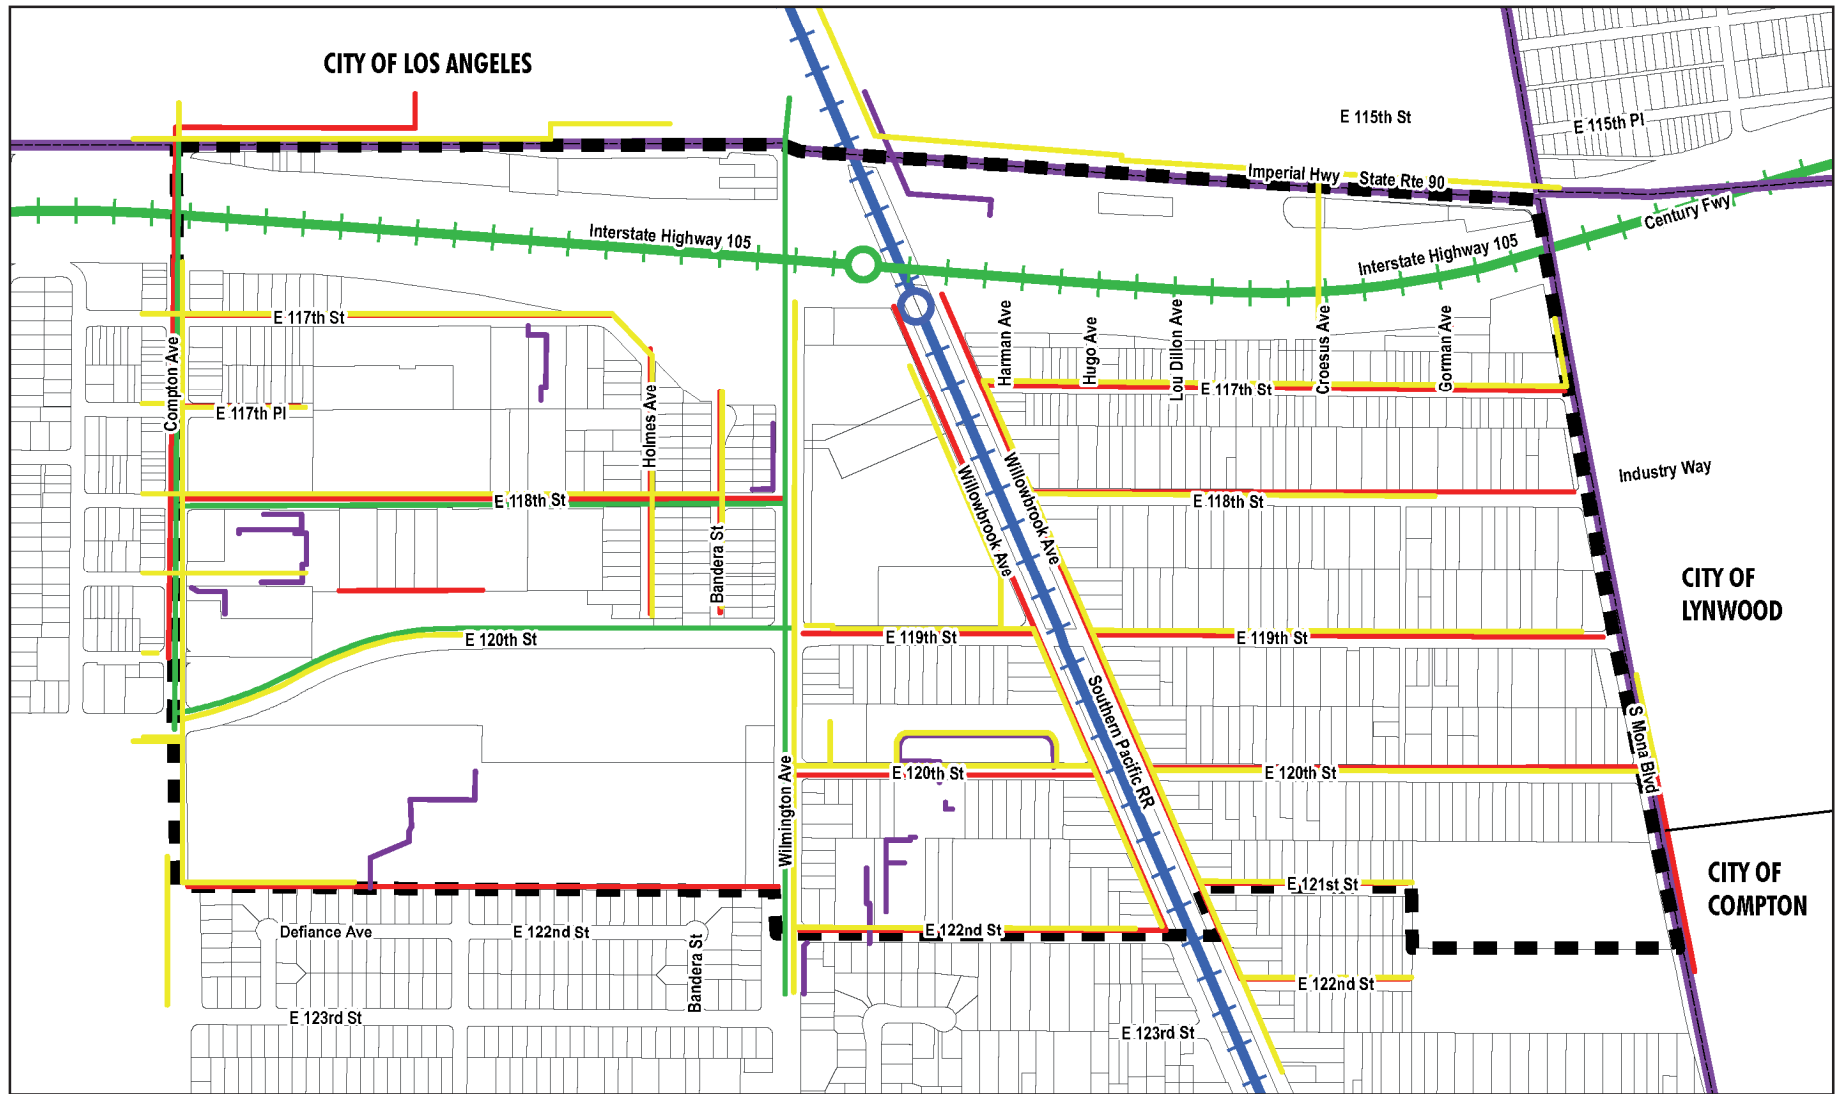 CITY OF LOS ANGELES
E 115th St
E 115th Pl
Imperial Hwy
State Rte 90
Century Fwy
Interstate Highway 105
Interstate Highway 105
E 117th St
Compton Ave
E 117th Pl
Holmes Ave
Harman Ave
Hugo Ave
Lou Dillon Ave
Croesus Ave
Gorman Ave
E 117th St
Industry Way
E 118th St
Bandera St
Willowbrook Ave
Willowbrook Ave
E 118th St
CITY OF
LYNWOOD
E 120th St
E 119th St
E 119th St
Southern Pacific RR
S Mona Blvd
Wilmington Ave
E 120th St
E 120th St
CITY OF
COMPTON
E 121st St
Defiance Ave
E 122nd St
Bandera St
E 122nd St
E 122nd St
E 123rd St
E 123rd St